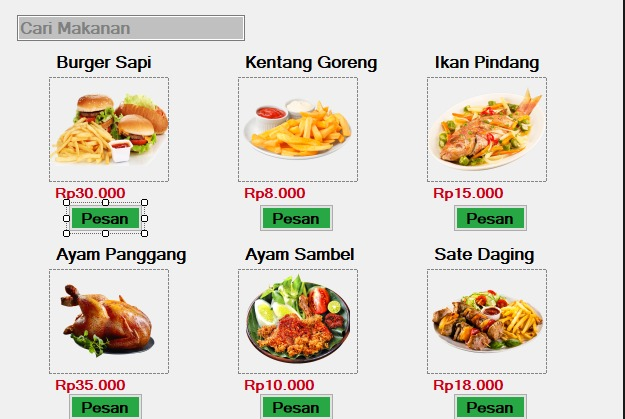 Cari Makanan
Burger Sapi Kentang Goreng Ikan Pindang
Rp30.000 Rp8.000 Rp15.000
Pesan Pesan Pesan
Ayam Panggang Ayam Sambel Sate Daging
Rp35.000 Rp10.000 Rp18.000
Pesan Pesan Pesan